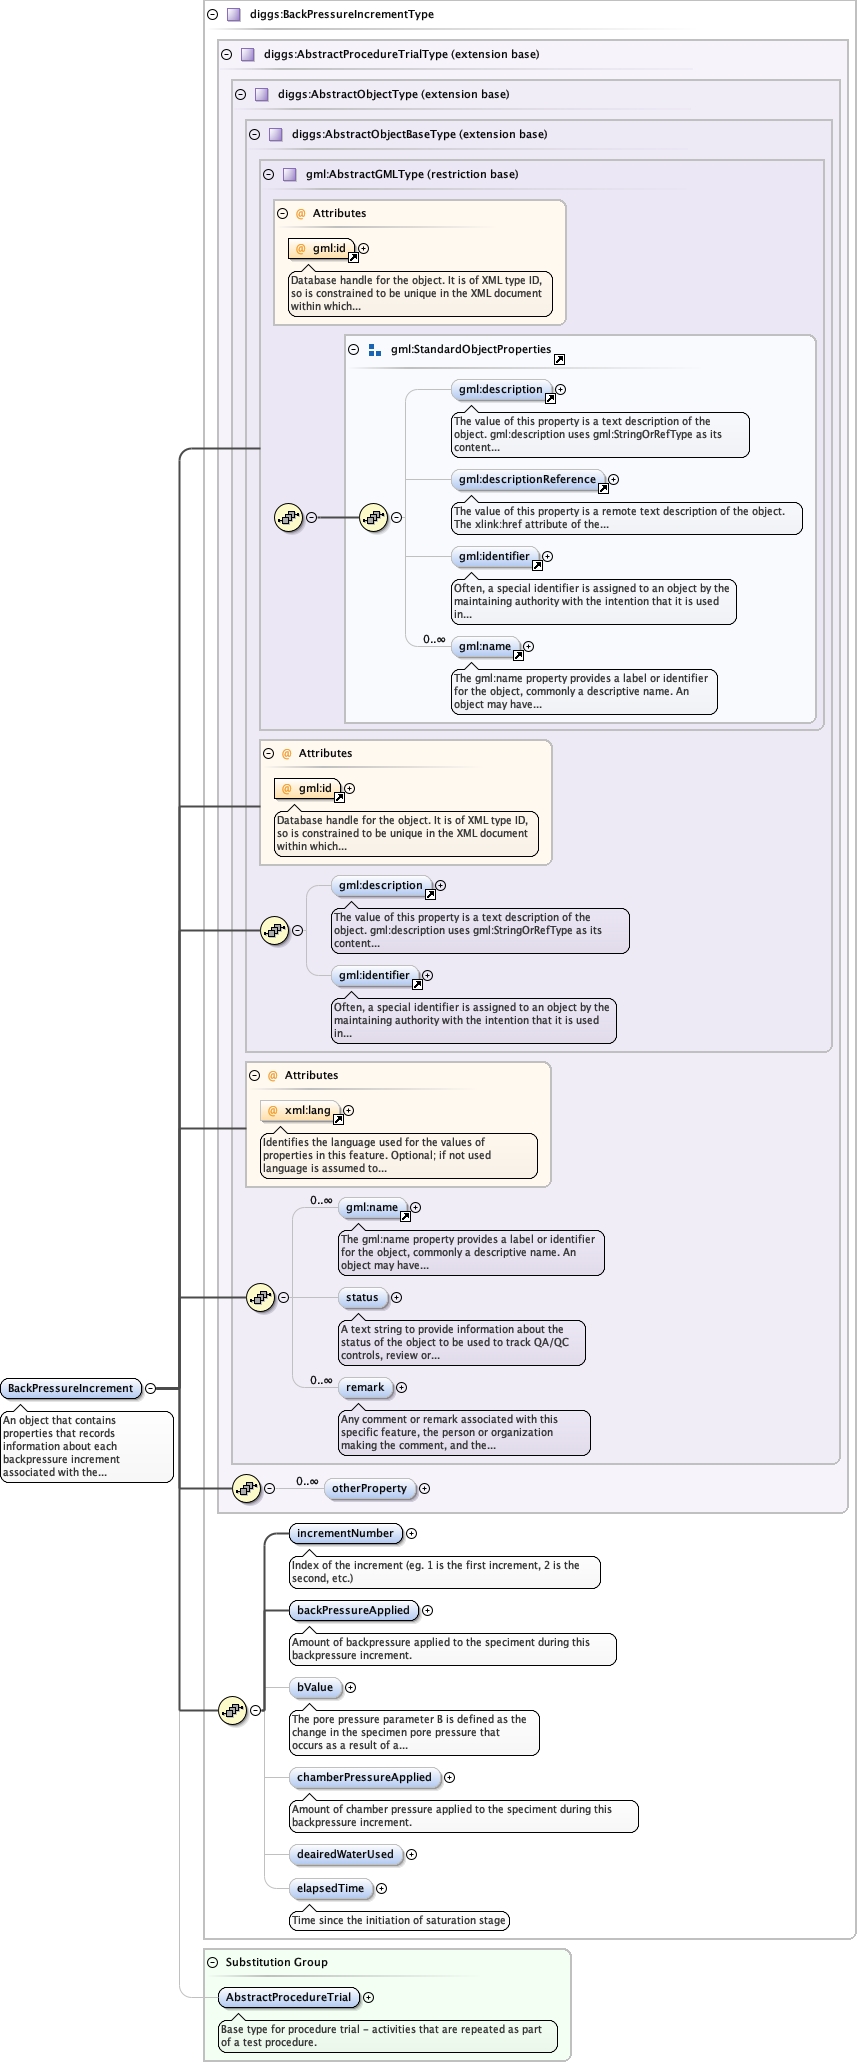 diggs:BackPressureIncrementType
diggs:AbstractProcedureTrialType (extension base)
diggs:AbstractObjectType (extension base)
diggs:AbstractObjectBaseType (extension base)
gml:AbstractGMLType (restriction base)
@ Attributes
@ gml:id
Database handle for the object. It is of XML type ID,
so is constrained to be unique in the XML document
within which...
gml:StandardObjectProperties
gml:description
The value of this property is a text description of the
object. gml:description uses gml:StringOrRefType as its
content...
gml:descriptionReference
The value of this property is a remote text description of the object.
The xlink:href attribute of the...
gml:identifier
Often, a special identifier is assigned to an object by the
maintaining authority with the intention that it is used
in...
0..∞
gml:name
The gml:name property provides a label or identifier
for the object, commonly a descriptive name. An
object may have...
@ Attributes
@ gml:id
Database handle for the object. It is of XML type ID,
so is constrained to be unique in the XML document
within which...
gml:description
The value of this property is a text description of the
object. gml:description uses gml:StringOrRefType as its
content...
gml:identifier
Often, a special identifier is assigned to an object by the
maintaining authority with the intention that it is used
in...
@ Attributes
@ xml:lang
Identifies the language used for the values of
properties in this feature. Optional; if not used
language is assumed to...
0..∞
gml:name
The gml:name property provides a label or identifier
for the object, commonly a descriptive name. An
object may have...
status
A text string to provide information about the
status of the object to be used to track QA/QC
controls, review or...
0..∞
remark
Any comment or remark associated with this
specific feature, the person or organization
making the comment, and the...
BackPressureIncrement
An object that contains
properties that records
information about each
backpressure increment
associated with the...
0..∞
otherProperty
incrementNumber
Index of the increment (eg. 1 is the first increment, 2 is the
second, etc.)
backPressureApplied
Amount of backpressure applied to the speciment during this
backpressure increment.
bValue
The pore pressure parameter B is defined as the
change in the specimen pore pressure that
occurs as a result of a...
chamberPressureApplied
Amount of chamber pressure applied to the speciment during this
backpressure increment.
deairedWaterUsed
elapsedTime
Time since the initiation of saturation stage
Substitution Group
AbstractProcedureTrial
Base type for procedure trial - activities that are repeated as part
of a test procedure.